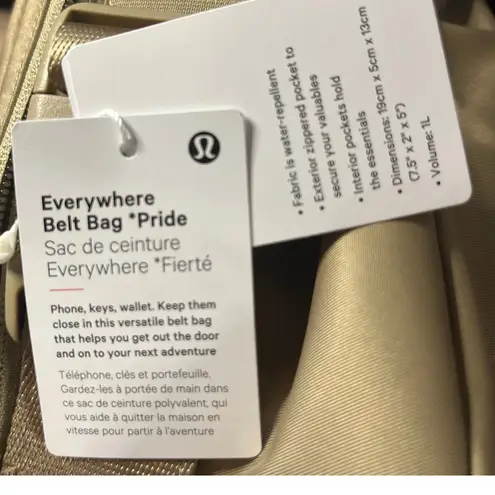 Everywhere
Belt Bag *Pride
Sac de ceinture
Everywhere *Fierté
Phone, keys, wallet. Keep them
close in this versatile belt bag
that helps you get out the door
and on to your next adventure
Téléphone, clés et portefeuille.
Gardez-les à portée de main dans
ce sac de ceinture polyvalent, qui
vous aide à quitter la maison en
vitesse pour partir à l'aventure
• Fabric is water-repellent
• Exterior zippered pocket to
secure your valuables
• Interior pockets hold
the essentials
• Dimensions: 19cm x 5cm x 13cm
(7.5" x 2" x 5")
• Volume: 1L